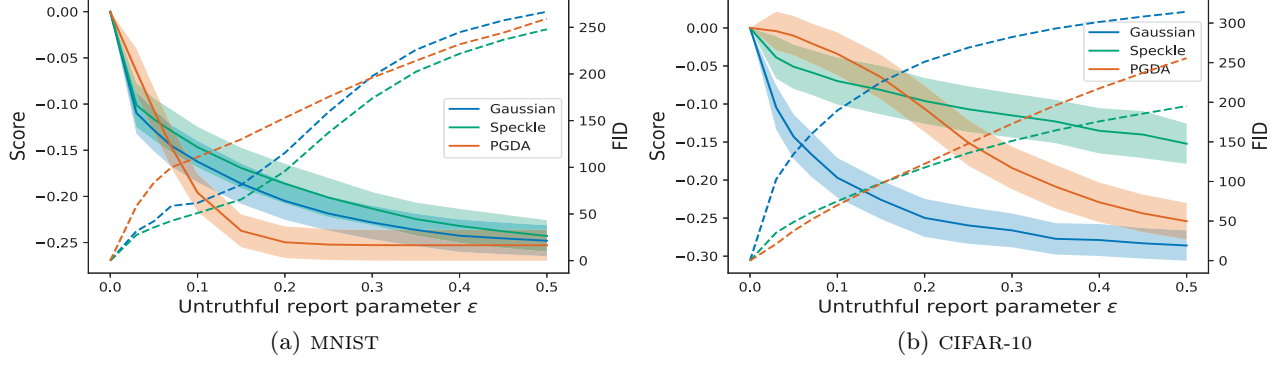 0.00
−0.05
−0.10
−0.15
−0.20
−0.25
Score
250
200
150
100
50
0
FID
Gaussian
Speckle
PGDA
0.0 0.1 0.2 0.3 0.4 0.5
Untruthful report parameter ε
(a) MNIST
0.00
−0.05
−0.10
−0.15
−0.20
−0.25
−0.30
Score
300
250
200
150
100
50
0
FID
Gaussian
Speckle
PGDA
0.0 0.1 0.2 0.3 0.4 0.5
Untruthful report parameter ε
(b) CIFAR-10